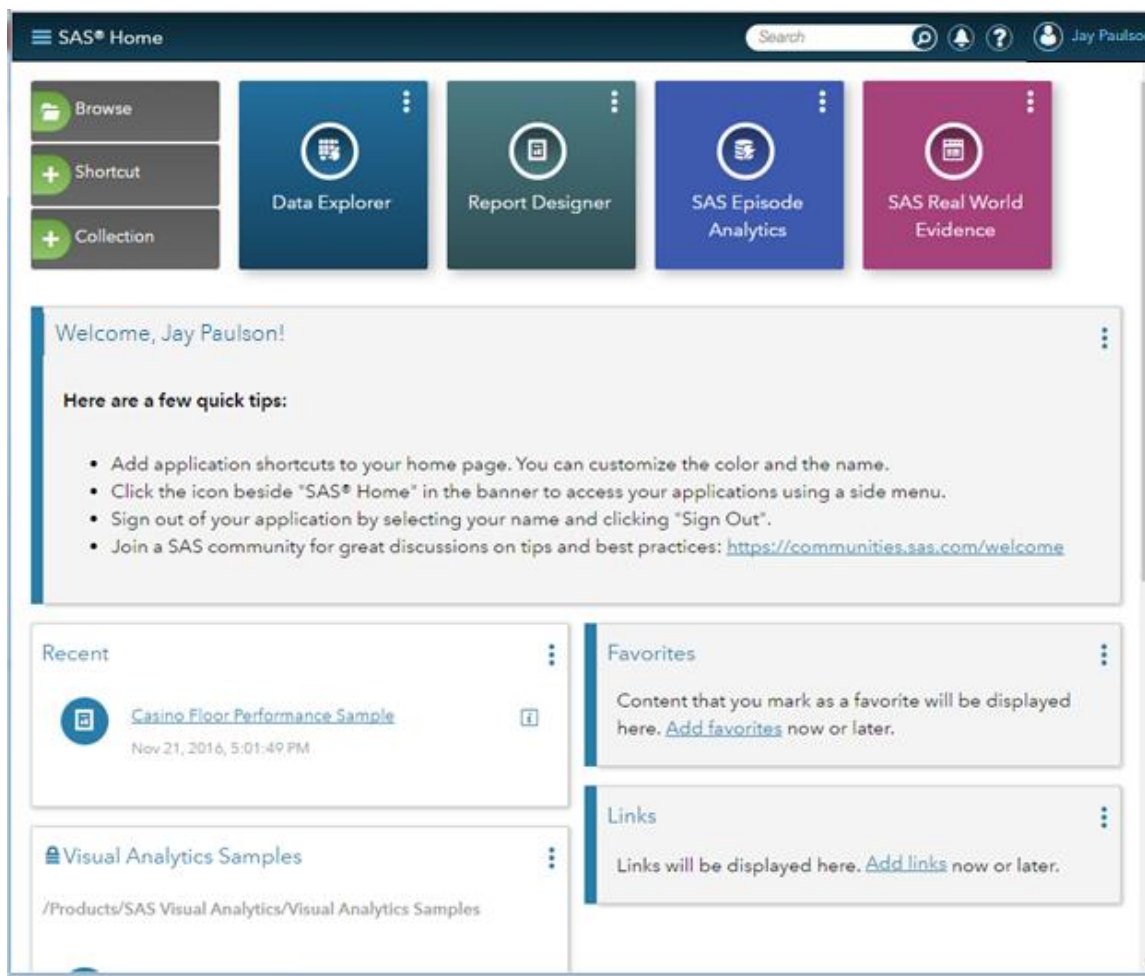 SAS® Home
Search
Jay Paulso
Browse
Shortcut
Collection
Data Explorer
Report Designer
SAS Episode
Analytics
SAS Real World
Evidence
Welcome, Jay Paulson!
Here are a few quick tips:
• Add application shortcuts to your home page. You can customize the color and the name.
• Click the icon beside "SAS® Home" in the banner to access your applications using a side menu.
• Sign out of your application by selecting your name and clicking "Sign Out".
• Join a SAS community for great discussions on tips and best practices: https://communities.sas.com/welcome
Recent
Casino Floor Performance Sample
Nov 21, 2016, 5:01:49 PM
Visual Analytics Samples
/Products/SAS Visual Analytics/Visual Analytics Samples
Favorites
Content that you mark as a favorite will be displayed
here. Add favorites now or later.
Links
Links will be displayed here. Add links now or later.